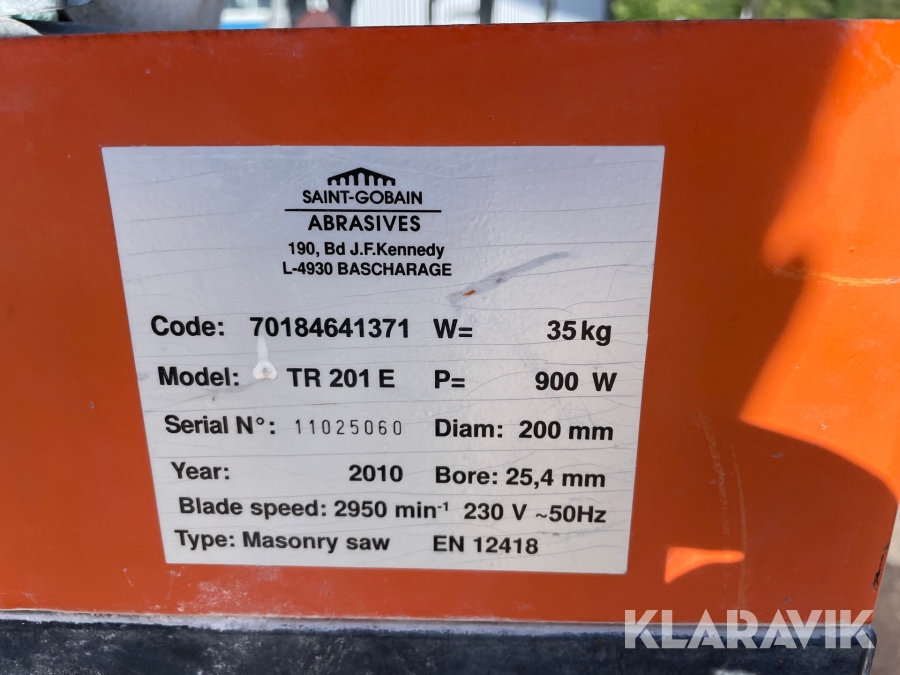 SAINT-GOBAIN
ABRASIVES
190, Bd J.F.Kennedy
L-4930 BASCHARAGE
Code: 70184641371 W= 35kg
Model: TR 201 E P= 900 W
Serial N°: 11025060 Diam: 200 mm
Year: 2010 Bore: 25,4 mm
Blade speed: 2950 min⁻¹ 230 V ~50Hz
Type: Masonry saw EN 12418
KLARAVIK